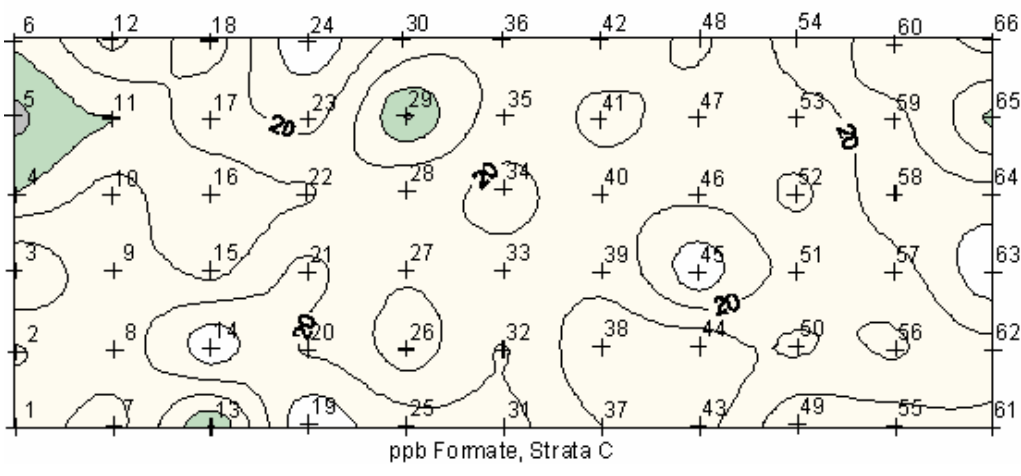 6 12 18 24 30 36 42 48 54 60 66
5 11 17 23 29 35 41 47 53 59 65
20 20
4 10 16 22 28 34 40 46 52 58 64
20
3 9 15 21 27 33 39 45 51 57 63
20
2 8 14 20 26 32 38 44 50 56 62
20
1 7 13 19 25 31 37 43 49 55 61
ppb Formate, Strata C